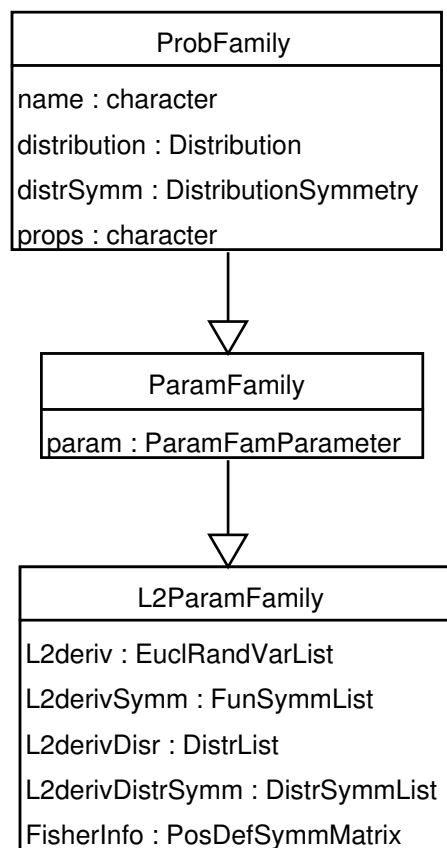 ProbFamily
name : character
distribution : Distribution
distrSymm : DistributionSymmetry
props : character
ParamFamily
param : ParamFamParameter
L2ParamFamily
L2deriv : EuclRandVarList
L2derivSymm : FunSymmList
L2derivDisr : DistrList
L2derivDistrSymm : DistrSymmList
FisherInfo : PosDefSymmMatrix